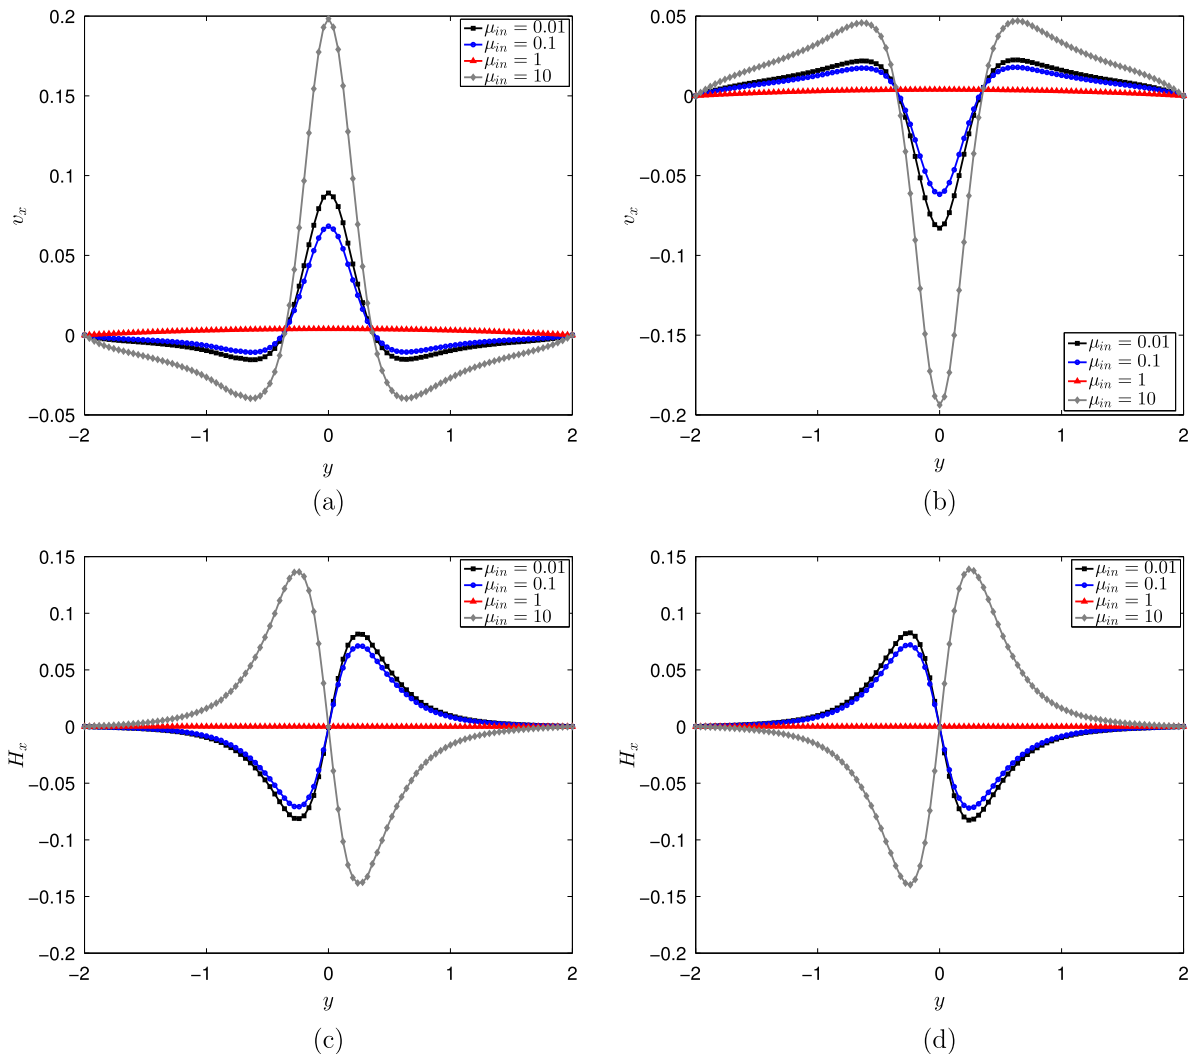 0.2
0.15
0.1
0.05
0
−0.05
−2
−1
0
1
2
v_x
y
μ_in = 0.01
μ_in = 0.1
μ_in = 1
μ_in = 10
(a)
0.05
0
−0.05
−0.1
−0.15
−0.2
−2
−1
0
1
2
v_x
y
μ_in = 0.01
μ_in = 0.1
μ_in = 1
μ_in = 10
(b)
0.15
0.1
0.05
0
−0.05
−0.1
−0.15
−0.2
−2
−1
0
1
2
H_x
y
μ_in = 0.01
μ_in = 0.1
μ_in = 1
μ_in = 10
(c)
0.15
0.1
0.05
0
−0.05
−0.1
−0.15
−0.2
−2
−1
0
1
2
H_x
y
μ_in = 0.01
μ_in = 0.1
μ_in = 1
μ_in = 10
(d)